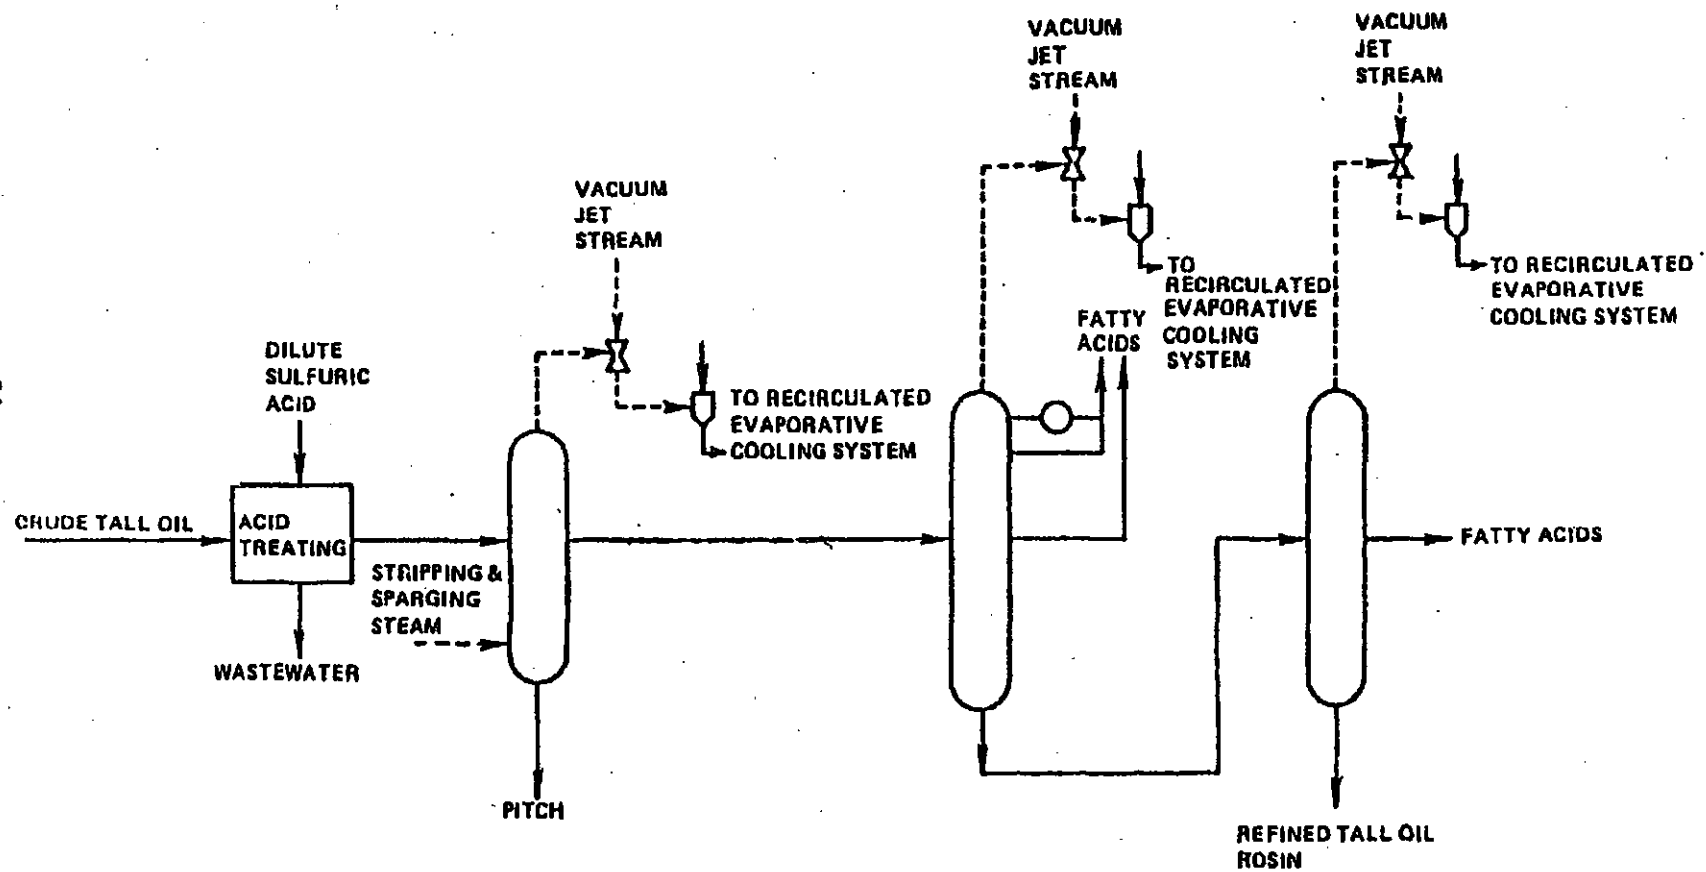 VACUUM
JET
STREAM
VACUUM
JET
STREAM
VACUUM
JET
STREAM
TO
RECIRCULATED
EVAPORATIVE
COOLING
SYSTEM
TO RECIRCULATED
EVAPORATIVE
COOLING SYSTEM
FATTY
ACIDS
DILUTE
SULFURIC
ACID
TO RECIRCULATED
EVAPORATIVE
COOLING SYSTEM
CRUDE TALL OIL
ACID
TREATING
FATTY ACIDS
STRIPPING &
SPARGING
STEAM
WASTEWATER
PITCH
REFINED TALL OIL
ROSIN